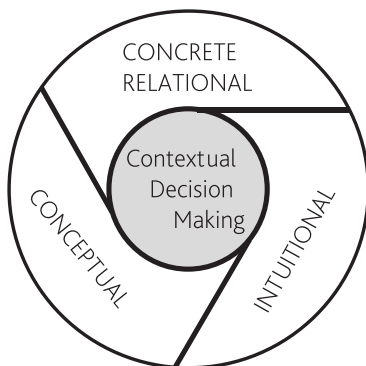 CONCRETE
RELATIONAL
Contextual
Decision
Making
CONCEPTUAL
INTUITIONAL